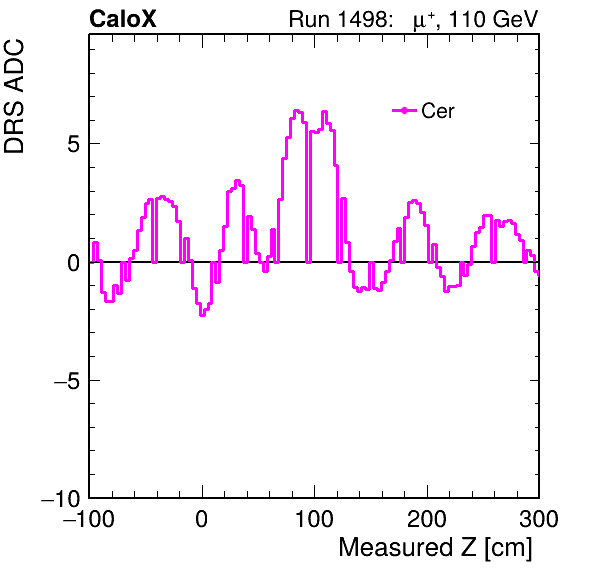 CaloX Run 1498: μ⁺, 110 GeV
DRS ADC
Cer
5
0
−5
−10
−100 0 100 200 300
Measured Z [cm]